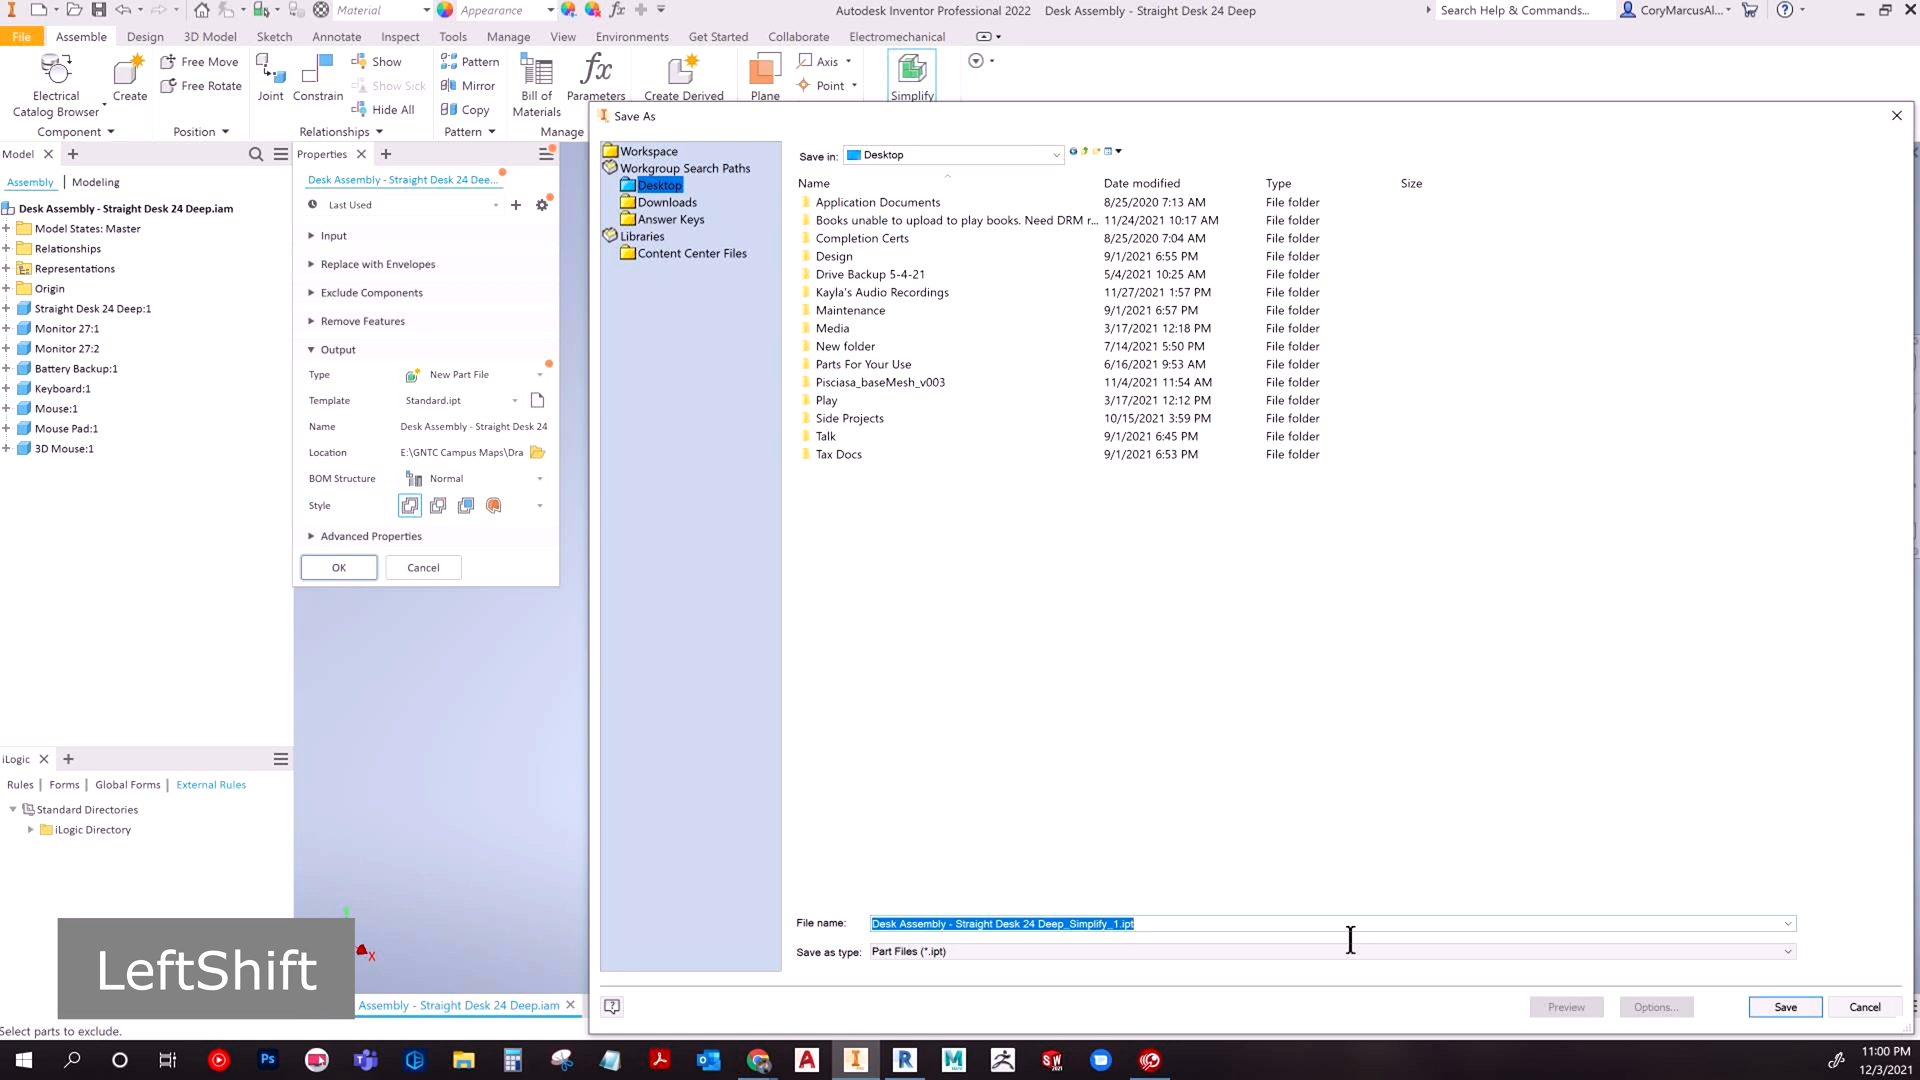 Material
Appearance
Autodesk Inventor Professional 2022 Desk Assembly - Straight Desk 24 Deep
Search Help & Commands...
CoryMarcusAl...
File Assemble Design 3D Model Sketch Annotate Inspect Tools Manage View Environments Get Started Collaborate Electromechanical
Electrical
Catalog Browser
Create
Free Move
Free Rotate
Joint
Constrain
Show
Show Sick
Hide All
Pattern
Mirror
Copy
Bill of
Materials
Parameters
Create Derived
Plane
Axis
Point
Simplify
Component
Position
Relationships
Pattern
Manage
Model
Assembly | Modeling
Desk Assembly - Straight Desk 24 Deep.iam
Model States: Master
Relationships
Representations
Origin
Straight Desk 24 Deep:1
Monitor 27:1
Monitor 27:2
Battery Backup:1
Keyboard:1
Mouse:1
Mouse Pad:1
3D Mouse:1
Properties
Desk Assembly - Straight Desk 24 Dee...
Last Used
Input
Replace with Envelopes
Exclude Components
Remove Features
Output
Type New Part File
Template Standard.ipt
Name Desk Assembly - Straight Desk 24
Location E:\GNTC Campus Maps\Dra
BOM Structure Normal
Style
Advanced Properties
OK Cancel
Save As
Workspace
Workgroup Search Paths
Desktop
Downloads
Answer Keys
Libraries
Content Center Files
Save in: Desktop
Name Date modified Type Size
Application Documents 8/25/2020 7:13 AM File folder
Books unable to upload to play books. Need DRM r... 11/24/2021 10:17 AM File folder
Completion Certs 8/25/2020 7:04 AM File folder
Design 9/1/2021 6:55 PM File folder
Drive Backup 5-4-21 5/4/2021 10:25 AM File folder
Kayla's Audio Recordings 11/27/2021 1:57 PM File folder
Maintenance 9/1/2021 6:57 PM File folder
Media 3/17/2021 12:18 PM File folder
New folder 7/14/2021 5:50 PM File folder
Parts For Your Use 6/16/2021 9:53 AM File folder
Pisciasa_baseMesh_v003 11/4/2021 11:54 AM File folder
Play 3/17/2021 12:12 PM File folder
Side Projects 10/15/2021 3:59 PM File folder
Talk 9/1/2021 6:45 PM File folder
Tax Docs 9/1/2021 6:53 PM File folder
File name: Desk Assembly - Straight Desk 24 Deep_Simplify_1.ipt
Save as type: Part Files (*.ipt)
Preview Options... Save Cancel
iLogic
Rules | Forms | Global Forms | External Rules
Standard Directories
iLogic Directory
LeftShift
X
Assembly - Straight Desk 24 Deep.iam
Select parts to exclude.
11:00 PM
12/3/2021